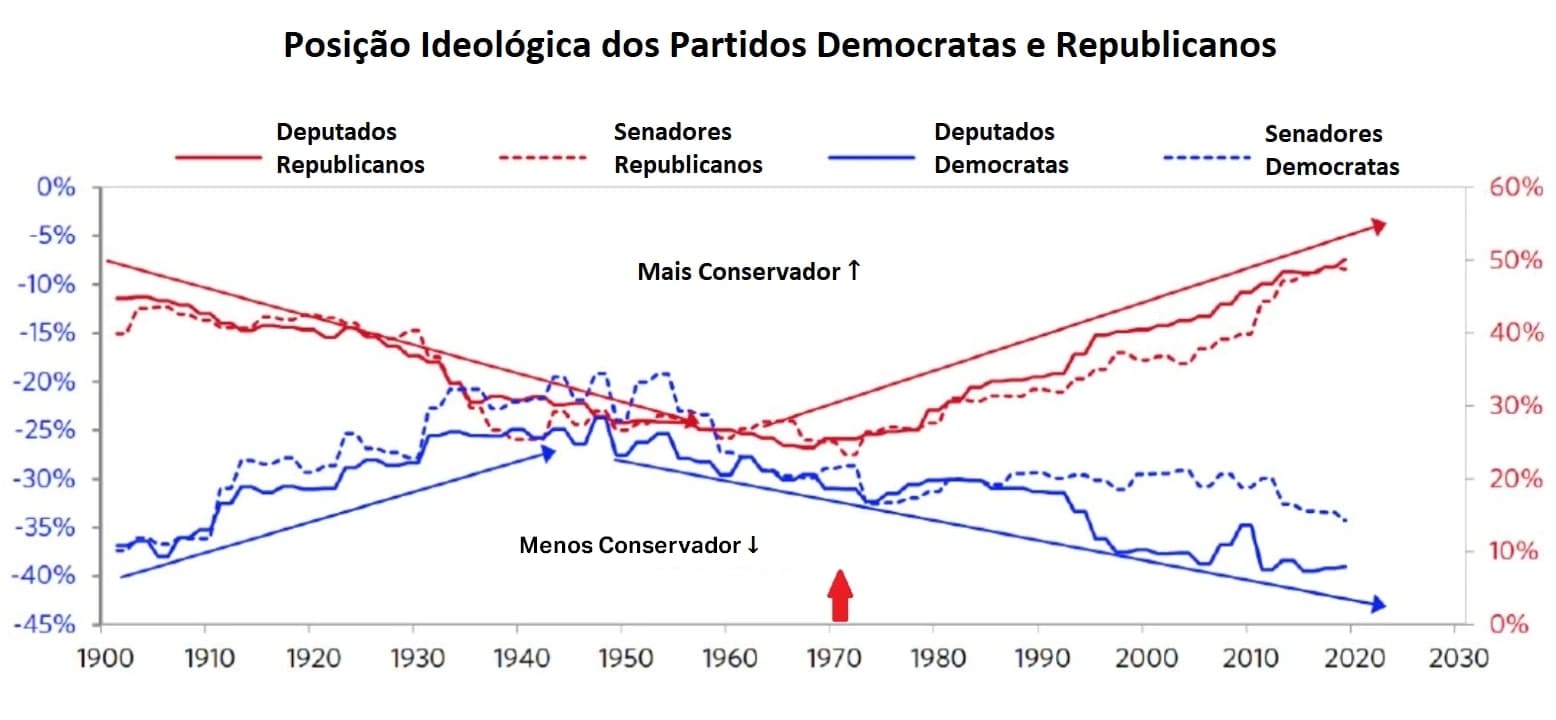 Posição Ideológica dos Partidos Democratas e Republicanos
Deputados
Republicanos
Senadores
Republicanos
Deputados
Democratas
Senadores
Democratas
0%
-5%
-10%
-15%
-20%
-25%
-30%
-35%
-40%
-45%
Mais Conservador ↑
Menos Conservador ↓
60%
50%
40%
30%
20%
10%
0%
1900 1910 1920 1930 1940 1950 1960 1970 1980 1990 2000 2010 2020 2030